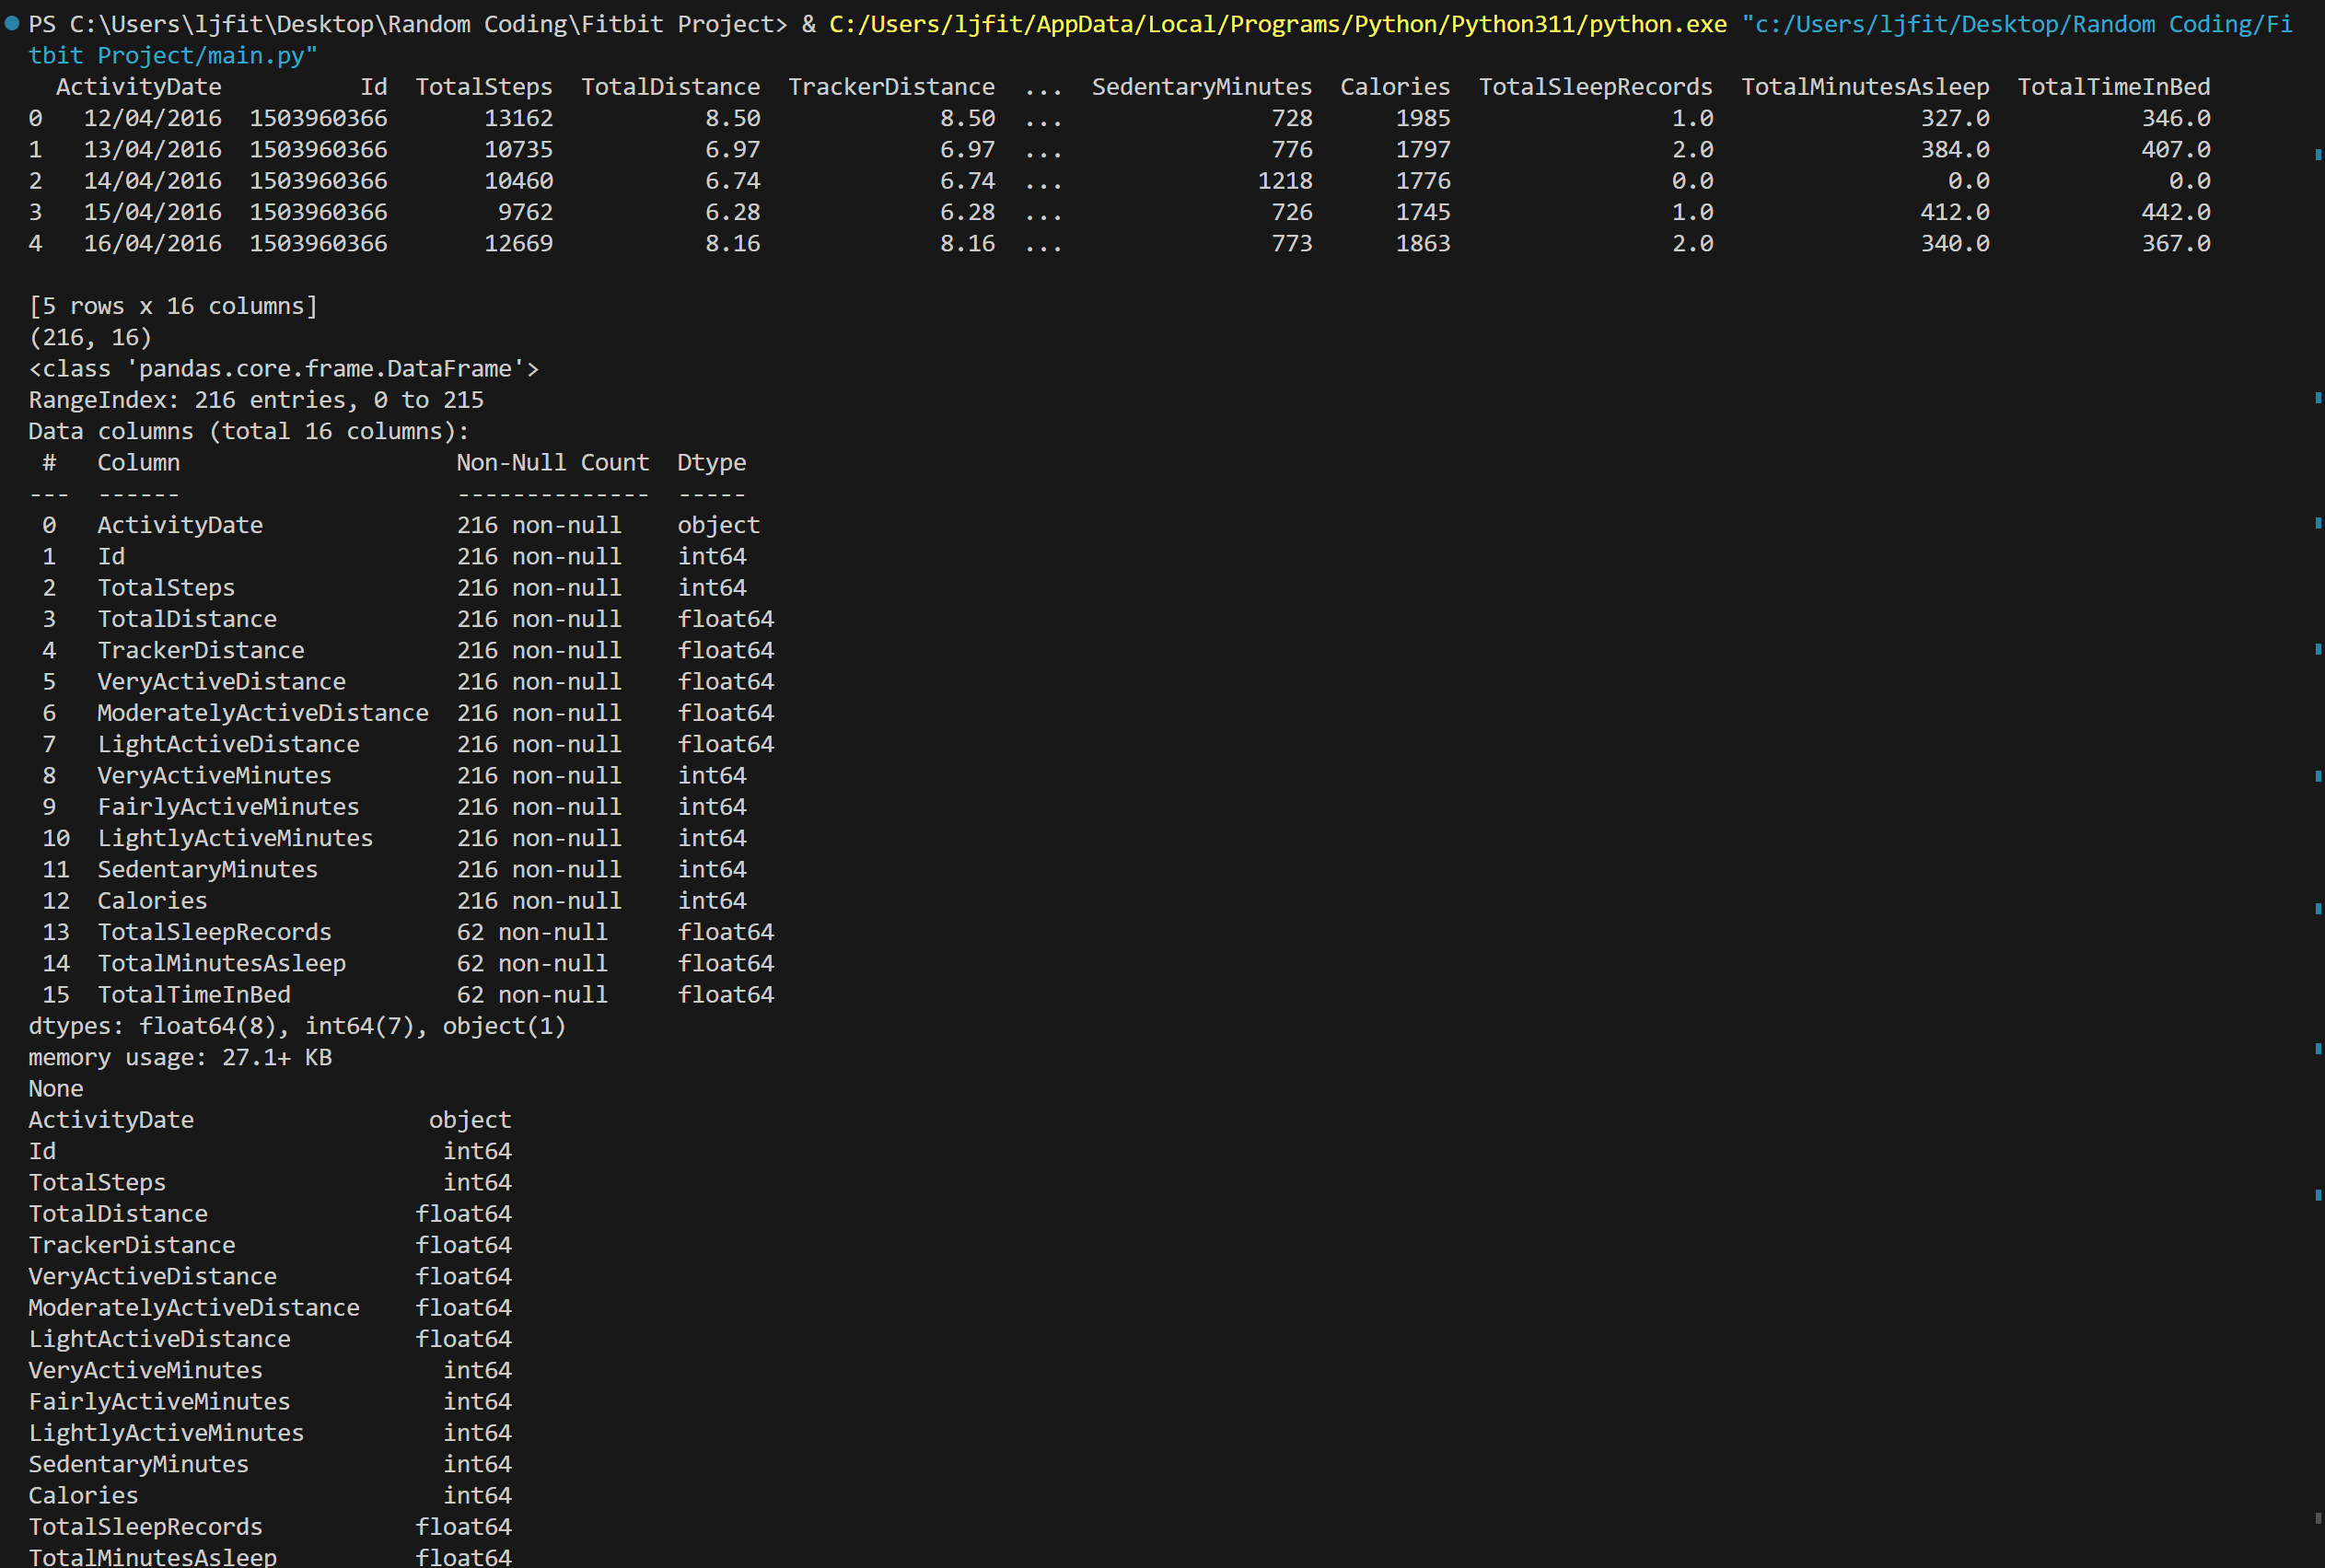 PS C:\Users\ljfit\Desktop\Random Coding\Fitbit Project> & C:/Users/ljfit/AppData/Local/Programs/Python/Python311/python.exe "c:/Users/ljfit/Desktop/Random Coding/Fi
tbit Project/main.py"
  ActivityDate          Id  TotalSteps  TotalDistance  TrackerDistance  ...  SedentaryMinutes  Calories  TotalSleepRecords  TotalMinutesAsleep  TotalTimeInBed
0   12/04/2016  1503960366       13162           8.50             8.50  ...               728      1985                1.0               327.0           346.0
1   13/04/2016  1503960366       10735           6.97             6.97  ...               776      1797                2.0               384.0           407.0
2   14/04/2016  1503960366       10460           6.74             6.74  ...              1218      1776                0.0                 0.0             0.0
3   15/04/2016  1503960366        9762           6.28             6.28  ...               726      1745                1.0               412.0           442.0
4   16/04/2016  1503960366       12669           8.16             8.16  ...               773      1863                2.0               340.0           367.0
[5 rows x 16 columns]
(216, 16)
<class 'pandas.core.frame.DataFrame'>
RangeIndex: 216 entries, 0 to 215
Data columns (total 16 columns):
 #   Column                    Non-Null Count  Dtype
---  ------                    --------------  -----
 0   ActivityDate              216 non-null    object
 1   Id                        216 non-null    int64
 2   TotalSteps                216 non-null    int64
 3   TotalDistance             216 non-null    float64
 4   TrackerDistance           216 non-null    float64
 5   VeryActiveDistance        216 non-null    float64
 6   ModeratelyActiveDistance  216 non-null    float64
 7   LightActiveDistance       216 non-null    float64
 8   VeryActiveMinutes         216 non-null    int64
 9   FairlyActiveMinutes       216 non-null    int64
 10  LightlyActiveMinutes      216 non-null    int64
 11  SedentaryMinutes          216 non-null    int64
 12  Calories                  216 non-null    int64
 13  TotalSleepRecords         62 non-null     float64
 14  TotalMinutesAsleep        62 non-null     float64
 15  TotalTimeInBed            62 non-null     float64
dtypes: float64(8), int64(7), object(1)
memory usage: 27.1+ KB
None
ActivityDate                 object
Id                            int64
TotalSteps                    int64
TotalDistance               float64
TrackerDistance             float64
VeryActiveDistance          float64
ModeratelyActiveDistance    float64
LightActiveDistance         float64
VeryActiveMinutes             int64
FairlyActiveMinutes           int64
LightlyActiveMinutes          int64
SedentaryMinutes              int64
Calories                      int64
TotalSleepRecords           float64
TotalMinutesAsleep          float64